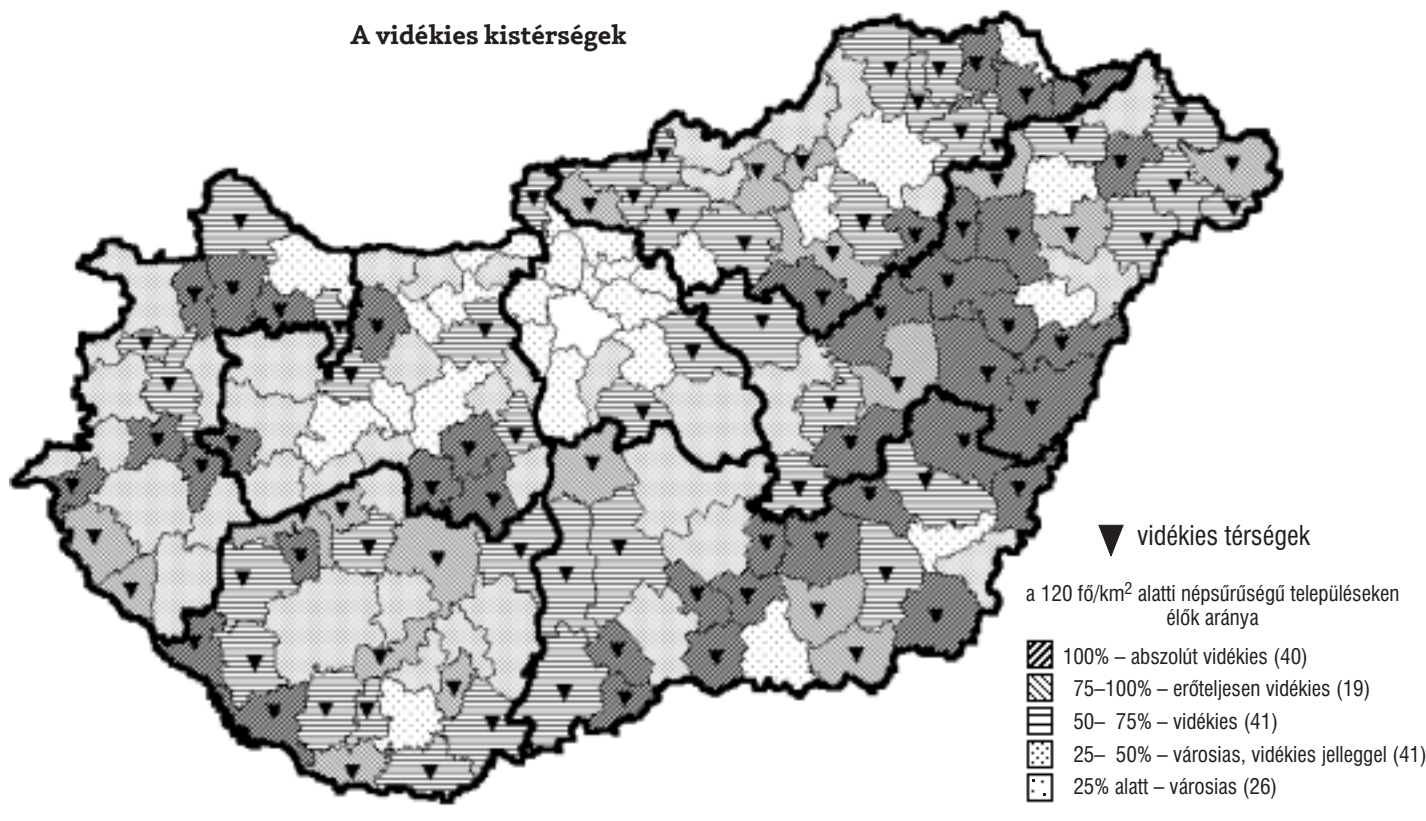 A vidékies kistérségek
vidékies térségek
a 120 fő/km² alatti népsűrűségű településeken
élők aránya
100% – abszolút vidékies (40)
75–100% – erőteljesen vidékies (19)
50– 75% – vidékies (41)
25– 50% – városias, vidékies jelleggel (41)
25% alatt – városias (26)